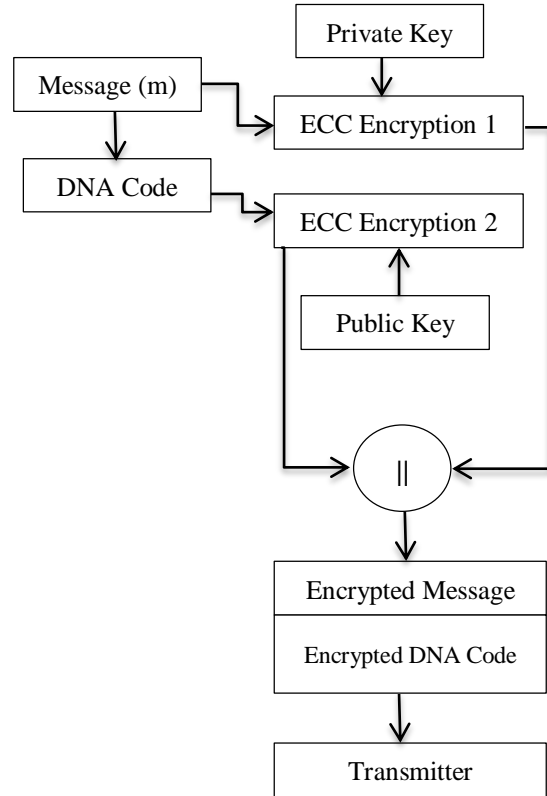 Private Key
Message (m)
ECC Encryption 1
DNA Code
ECC Encryption 2
Public Key
||
Encrypted Message
Encrypted DNA Code
Transmitter